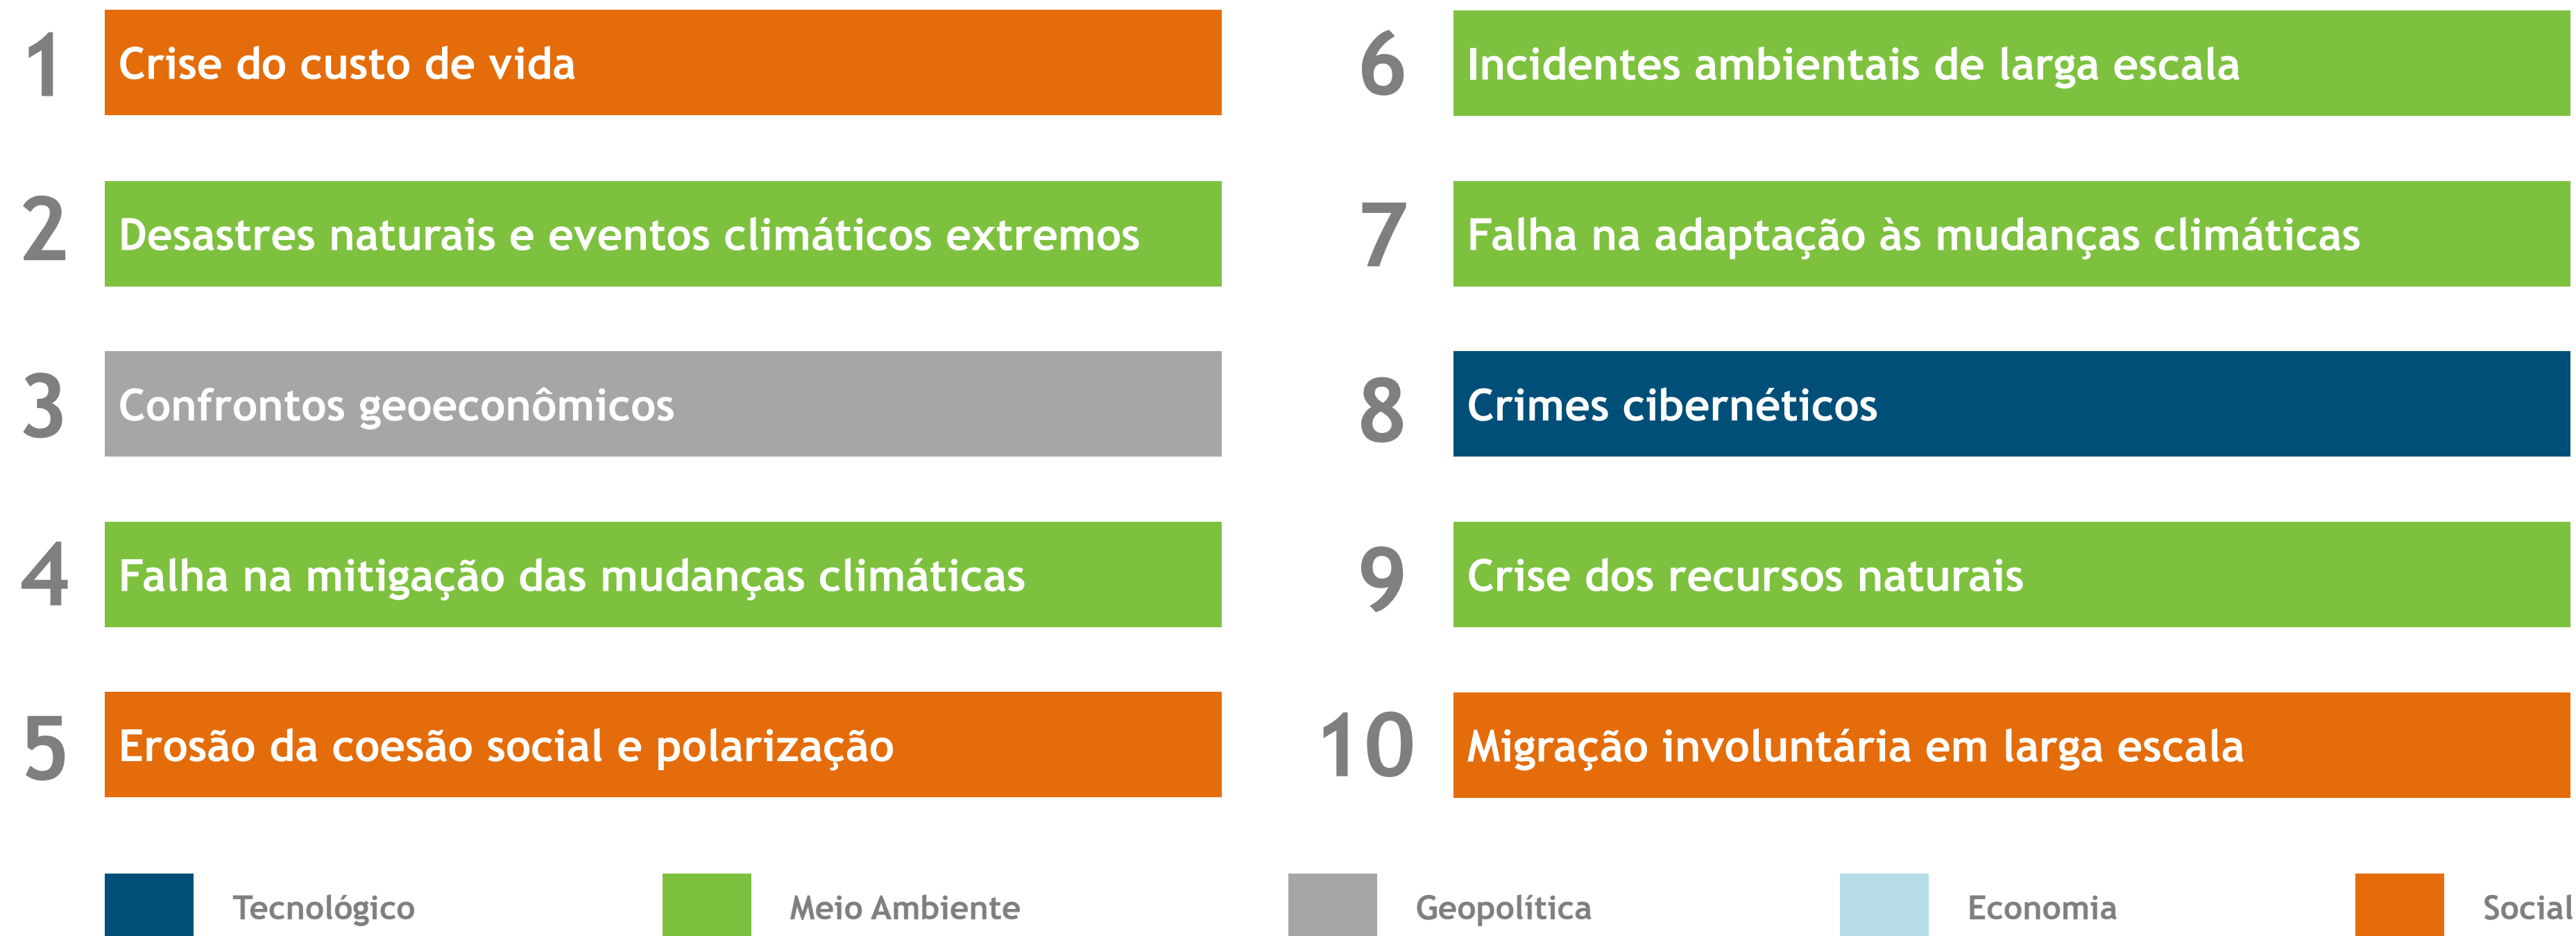 1
Crise do custo de vida
2
Desastres naturais e eventos climáticos extremos
3
Confrontos geoeconômicos
4
Falha na mitigação das mudanças climáticas
5
Erosão da coesão social e polarização
6
Incidentes ambientais de larga escala
7
Falha na adaptação às mudanças climáticas
8
Crimes cibernéticos
9
Crise dos recursos naturais
10
Migração involuntária em larga escala
Tecnológico
Meio Ambiente
Geopolítica
Economia
Social